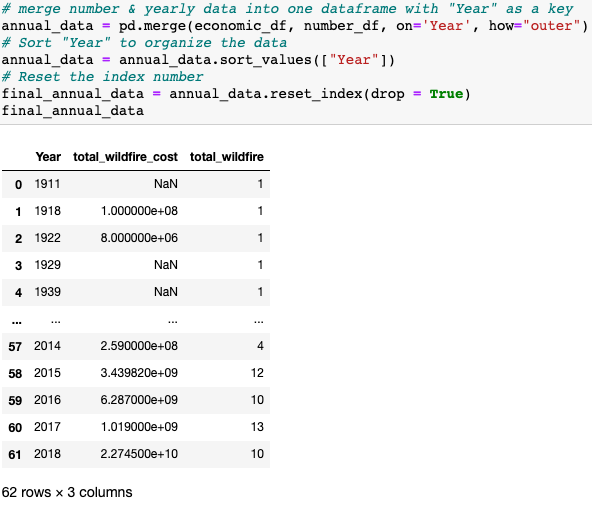 # merge number & yearly data into one dataframe with "Year" as a key
annual_data = pd.merge(economic_df, number_df, on='Year', how="outer")
# Sort "Year" to organize the data
annual_data = annual_data.sort_values(["Year"])
# Reset the index number
final_annual_data = annual_data.reset_index(drop = True)
final_annual_data
Year total_wildfire_cost total_wildfire
0 1911 NaN 1
1 1918 1.000000e+08 1
2 1922 8.000000e+06 1
3 1929 NaN 1
4 1939 NaN 1
... ... ... ...
57 2014 2.590000e+08 4
58 2015 3.439820e+09 12
59 2016 6.287000e+09 10
60 2017 1.019000e+09 13
61 2018 2.274500e+10 10
62 rows × 3 columns